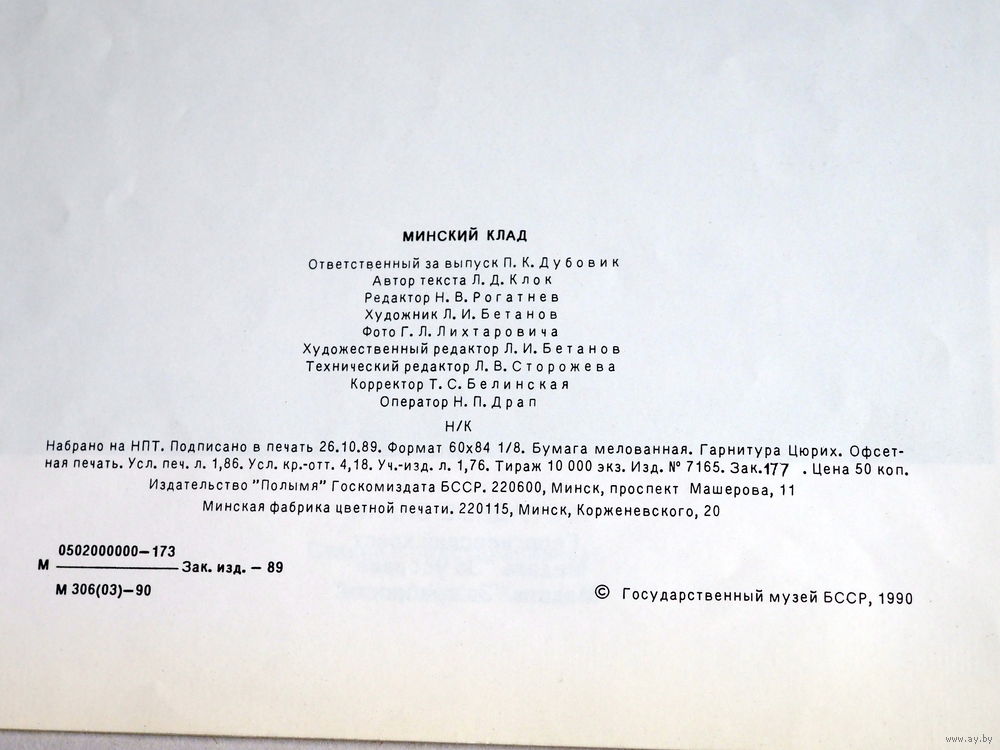 МИНСКИЙ КЛАД
Ответственный за выпуск П. К. Дубовик
Автор текста Л. Д. Клок
Редактор Н. В. Рогатнев
Художник Л. И. Бетанов
Фото Г. Л. Лихтаровича
Художественный редактор Л. И. Бетанов
Технический редактор Л. В. Сторожева
Корректор Т. С. Белинская
Оператор Н. П. Драп
Н/К
Набрано на НПТ. Подписано в печать 26.10.89. Формат 60х84 1/8. Бумага мелованная. Гарнитура Цюрих. Офсет-
ная печать. Усл. печ. л. 1,86. Усл. кр.-отт. 4,18. Уч.-изд. л. 1,76. Тираж 10 000 экз. Изд. № 7165. Зак.177 . Цена 50 коп.
Издательство "Полымя" Госкомиздата БССР. 220600, Минск, проспект Машерова, 11
Минская фабрика цветной печати. 220115, Минск, Корженевского, 20
0502000000–173
М ———— Зак. изд. – 89
М 306(03)–90
© Государственный музей БССР, 1990
www.ay.by